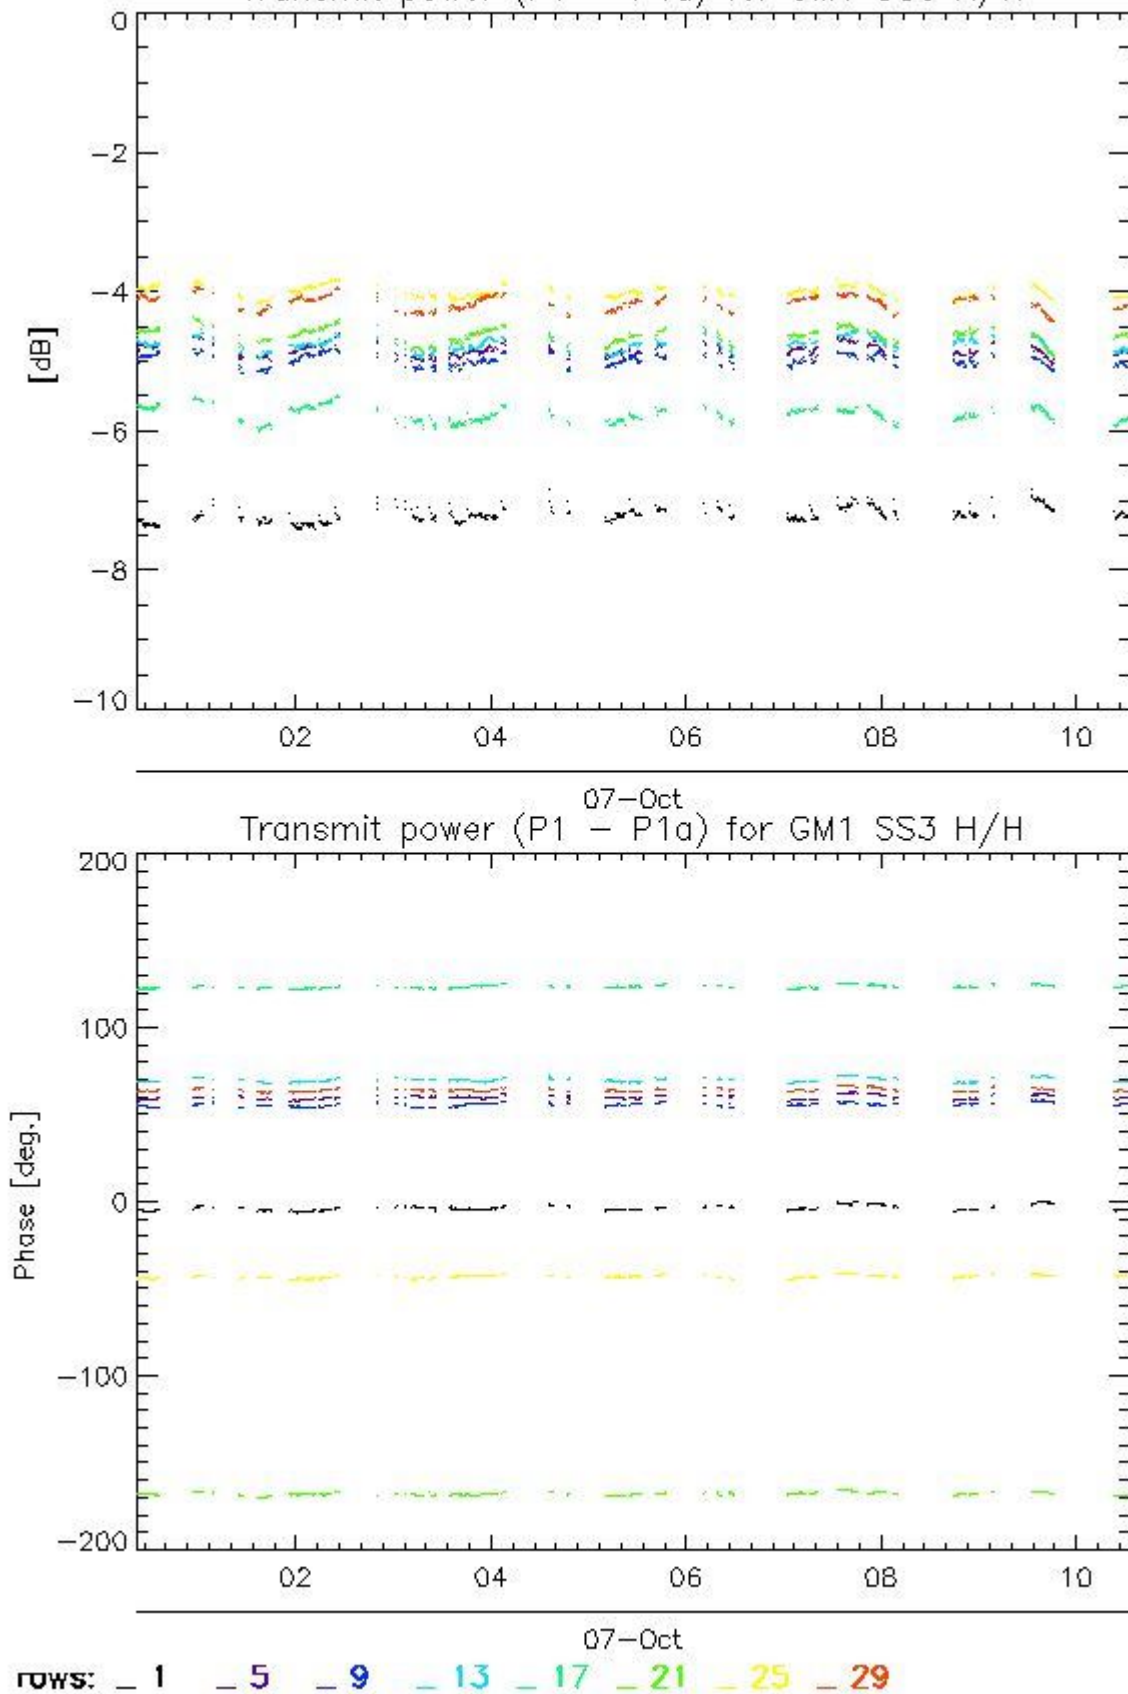 0
−2
−4
[dB]
−6
−8
−10
02 04 06 08 10
07−Oct
Transmit power (P1 − P1a) for GM1 SS3 H/H
200
100
Phase [deg.]
0
−100
−200
02 04 06 08 10
07−Oct
rows: _ 1 _ 5 _ 9 _ 13 _ 17 _ 21 _ 25 _ 29